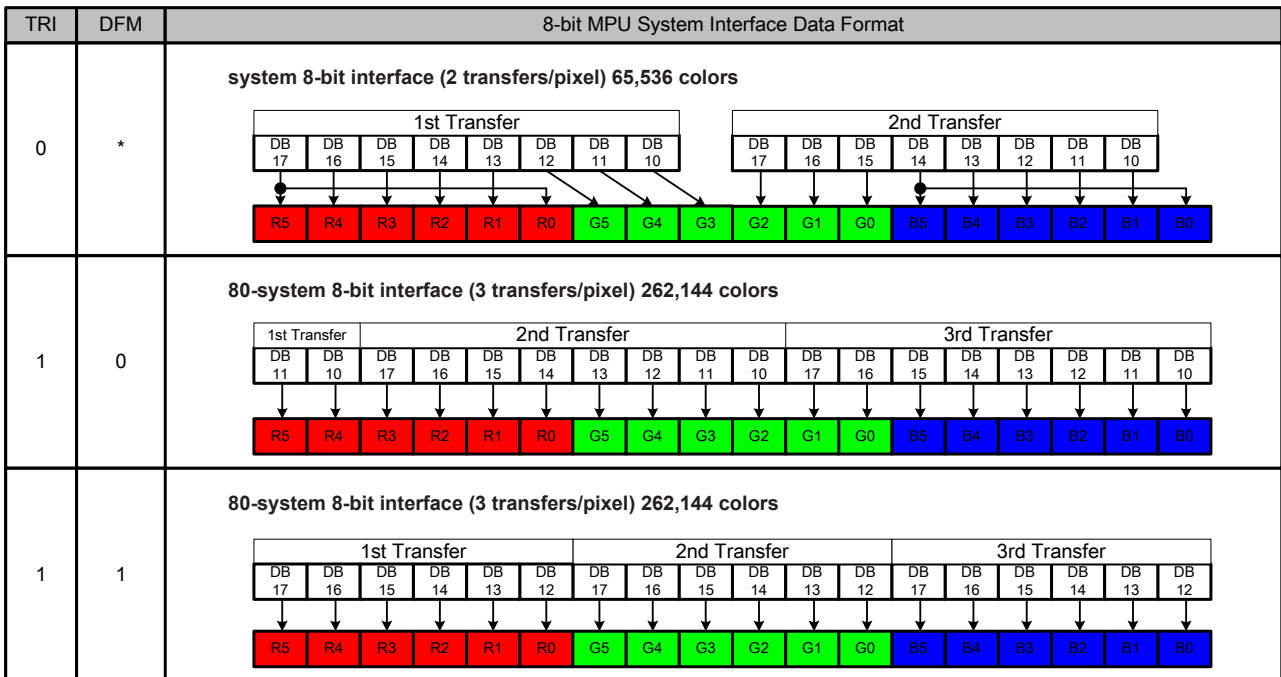 TRI DFM 8-bit MPU System Interface Data Format
system 8-bit interface (2 transfers/pixel) 65,536 colors
1st Transfer 2nd Transfer
DB DB DB DB DB DB DB DB DB DB DB DB DB DB DB DB
17 16 15 14 13 12 11 10 17 16 15 14 13 12 11 10
0 *
R5 R4 R3 R2 R1 R0 G5 G4 G3 G2 G1 G0 B5 B4 B3 B2 B1 B0
80-system 8-bit interface (3 transfers/pixel) 262,144 colors
1st Transfer 2nd Transfer 3rd Transfer
DB DB DB DB DB DB DB DB DB DB DB DB DB DB DB DB DB DB
11 10 17 16 15 14 13 12 11 10 17 16 15 14 13 12 11 10
1 0
R5 R4 R3 R2 R1 R0 G5 G4 G3 G2 G1 G0 B5 B4 B3 B2 B1 B0
80-system 8-bit interface (3 transfers/pixel) 262,144 colors
1st Transfer 2nd Transfer 3rd Transfer
DB DB DB DB DB DB DB DB DB DB DB DB DB DB DB DB DB DB
17 16 15 14 13 12 17 16 15 14 13 12 17 16 15 14 13 12
1 1
R5 R4 R3 R2 R1 R0 G5 G4 G3 G2 G1 G0 B5 B4 B3 B2 B1 B0